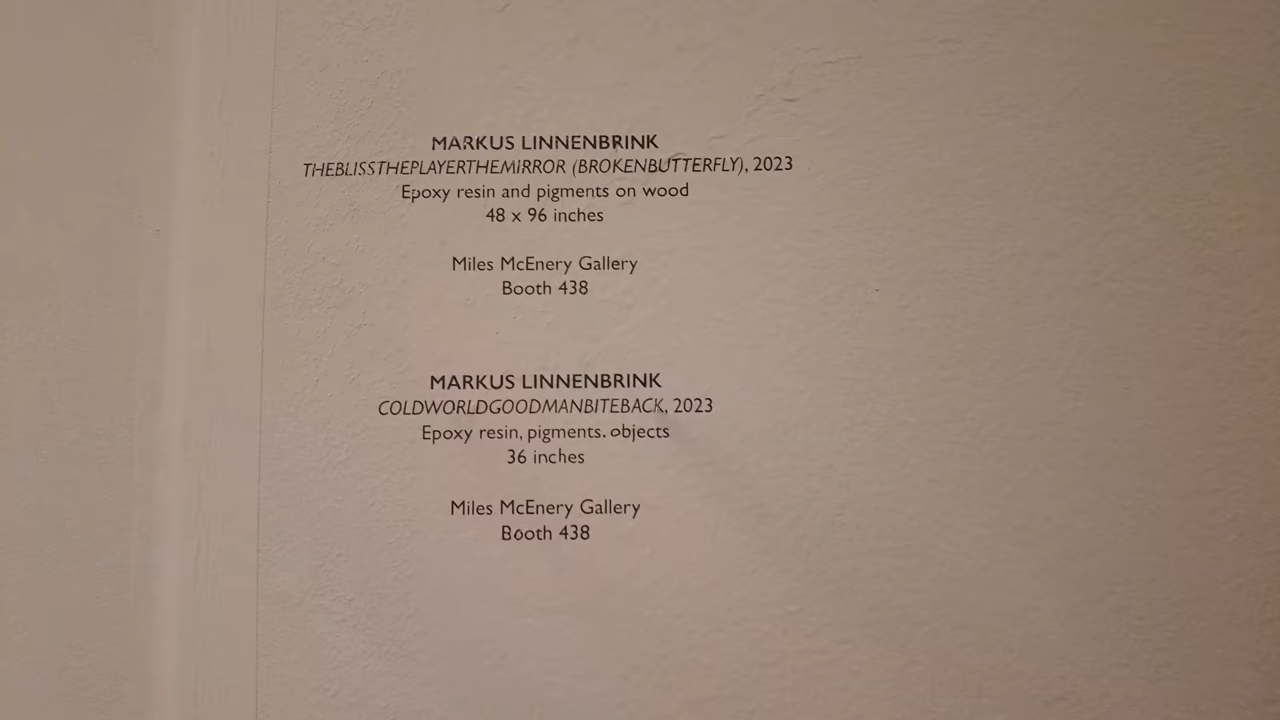 MARKUS LINNENBRINK
THEBLISSTHEPLAYERTHEMIRROR (BROKENBUTTERFLY), 2023
Epoxy resin and pigments on wood
48 x 96 inches
Miles McEnery Gallery
Booth 438
MARKUS LINNENBRINK
COLDWORLDGOODMANBITEBACK, 2023
Epoxy resin, pigments. objects
36 inches
Miles McEnery Gallery
Booth 438